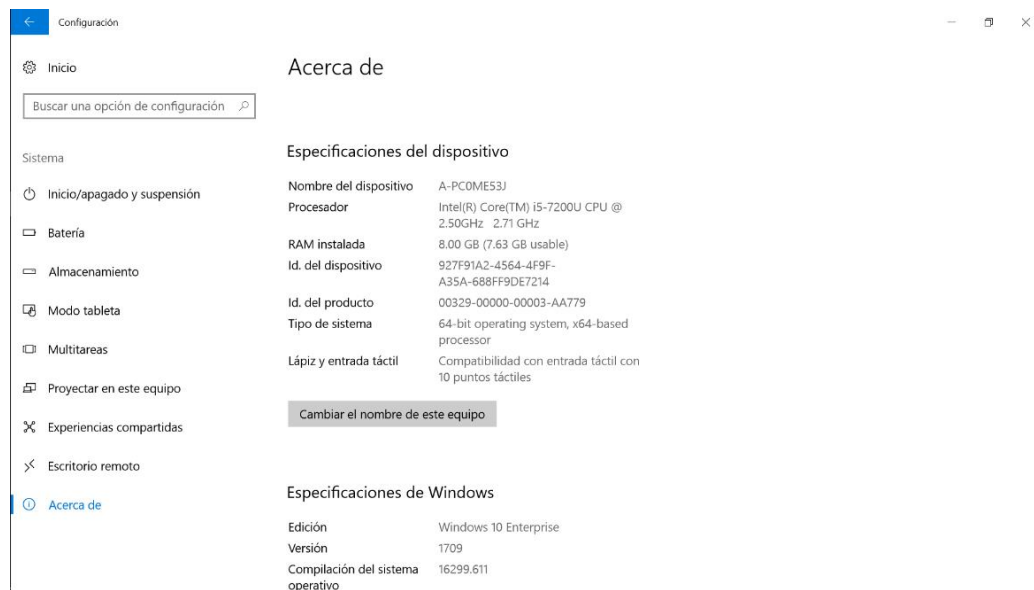 Configuración
Inicio
Buscar una opción de configuración
Sistema
Inicio/apagado y suspensión
Batería
Almacenamiento
Modo tableta
Multitareas
Proyectar en este equipo
Experiencias compartidas
Escritorio remoto
Acerca de
Acerca de
Especificaciones del dispositivo
Nombre del dispositivo A-PC0ME53J
Procesador Intel(R) Core(TM) i5-7200U CPU @
2.50GHz 2.71 GHz
RAM instalada 8.00 GB (7.63 GB usable)
Id. del dispositivo 927F91A2-4564-4F9F-
A35A-688FF9DE7214
Id. del producto 00329-00000-00003-AA779
Tipo de sistema 64-bit operating system, x64-based
processor
Lápiz y entrada táctil Compatibilidad con entrada táctil con
10 puntos táctiles
Cambiar el nombre de este equipo
Especificaciones de Windows
Edición Windows 10 Enterprise
Versión 1709
Compilación del sistema 16299.611
operativo